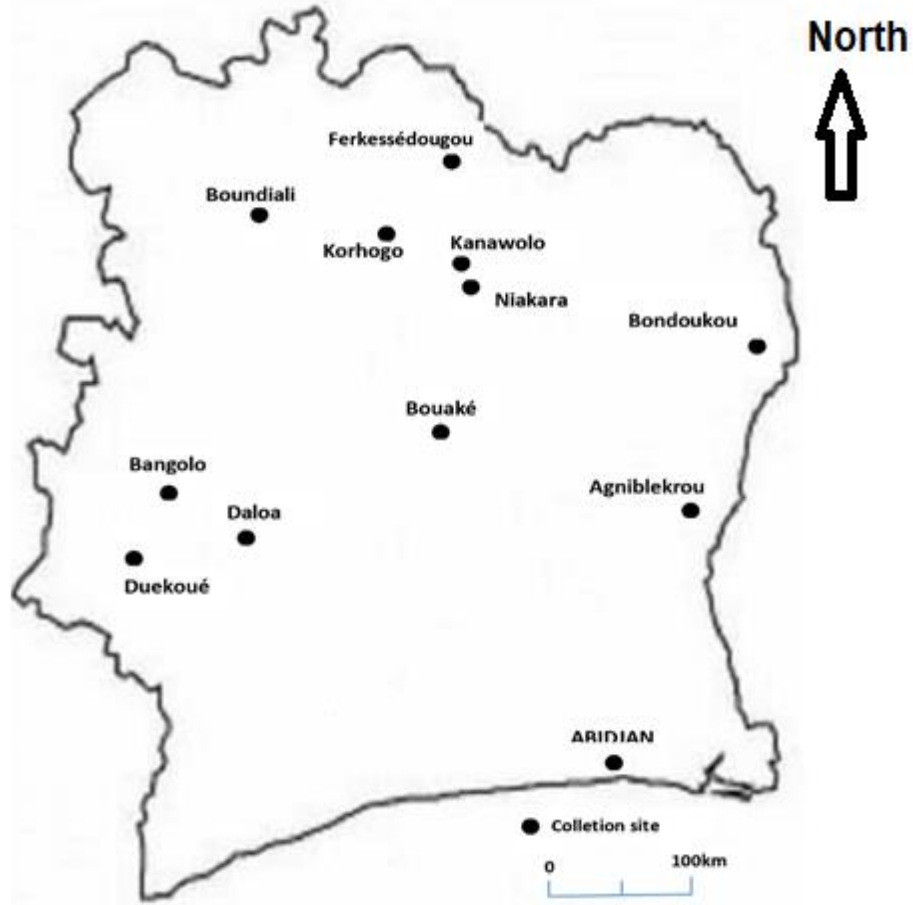 North
Ferkessédougou
Boundiali
Korhogo
Kanawolo
Niakara
Bondoukou
Bouaké
Bangolo
Agniblekrou
Daloa
Duekoué
ABIDJAN
Colletion site
0
100km